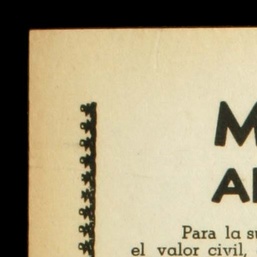 M
A
Para la su
el valor civil,